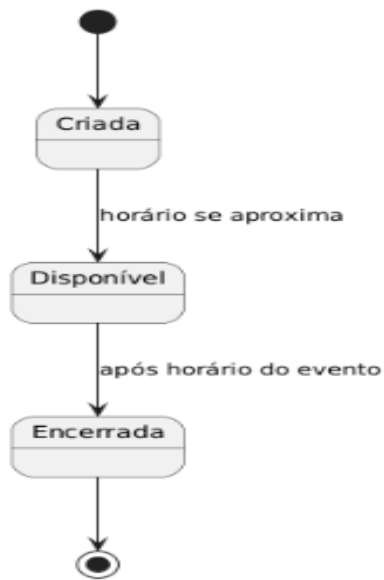 Criada
horário se aproxima
Disponível
após horário do evento
Encerrada